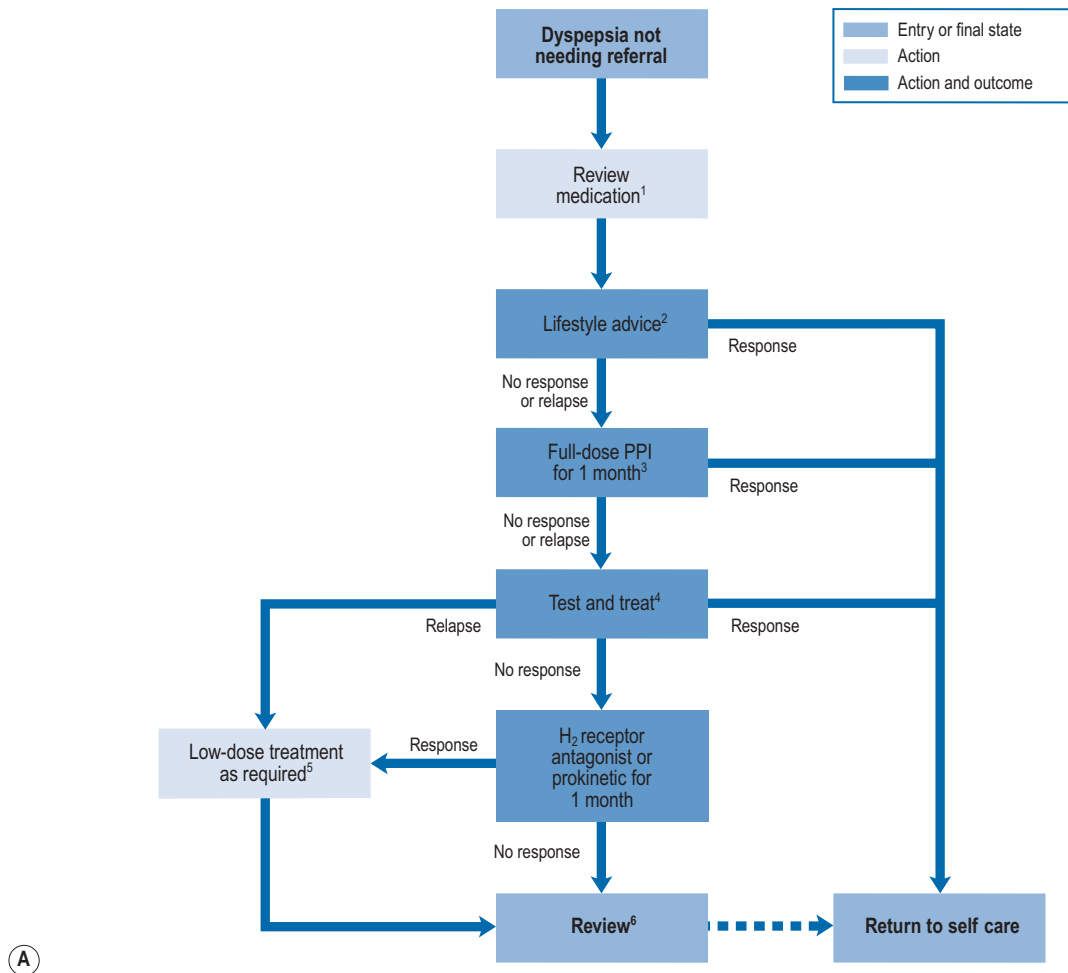 Dyspepsia not
needing referral
Entry or final state
Action
Action and outcome
Review
medication¹
Lifestyle advice²
Response
No response
or relapse
Full-dose PPI
for 1 month³
Response
No response
or relapse
Test and treat⁴
Relapse
Response
No response
H₂ receptor
antagonist or
prokinetic for
1 month
Response
Low-dose treatment
as required⁵
No response
Review⁶
Return to self care
A